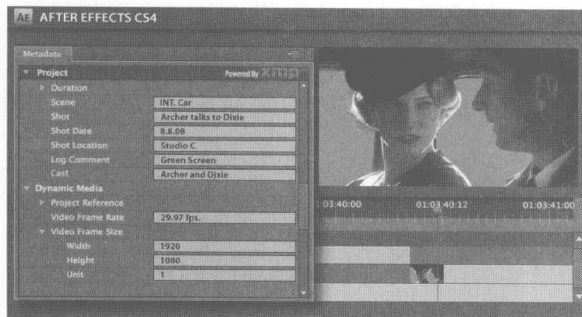 AE AFTER EFFECTS CS4
Metadata
Project Powered By xmp
Duration
Scene INT. Car
Shot Archer talks to Dixie
Shot Date 8.8.08
Shot Location Studio C
Log Comment Green Screen
Cast Archer and Dixie
Dynamic Media
Project Reference
Video Frame Rate 29.97 fps.
Video Frame Size
Width 1920
Height 1080
Unit 1
1:03:40:00 01:03:40:12 01:03:41:00